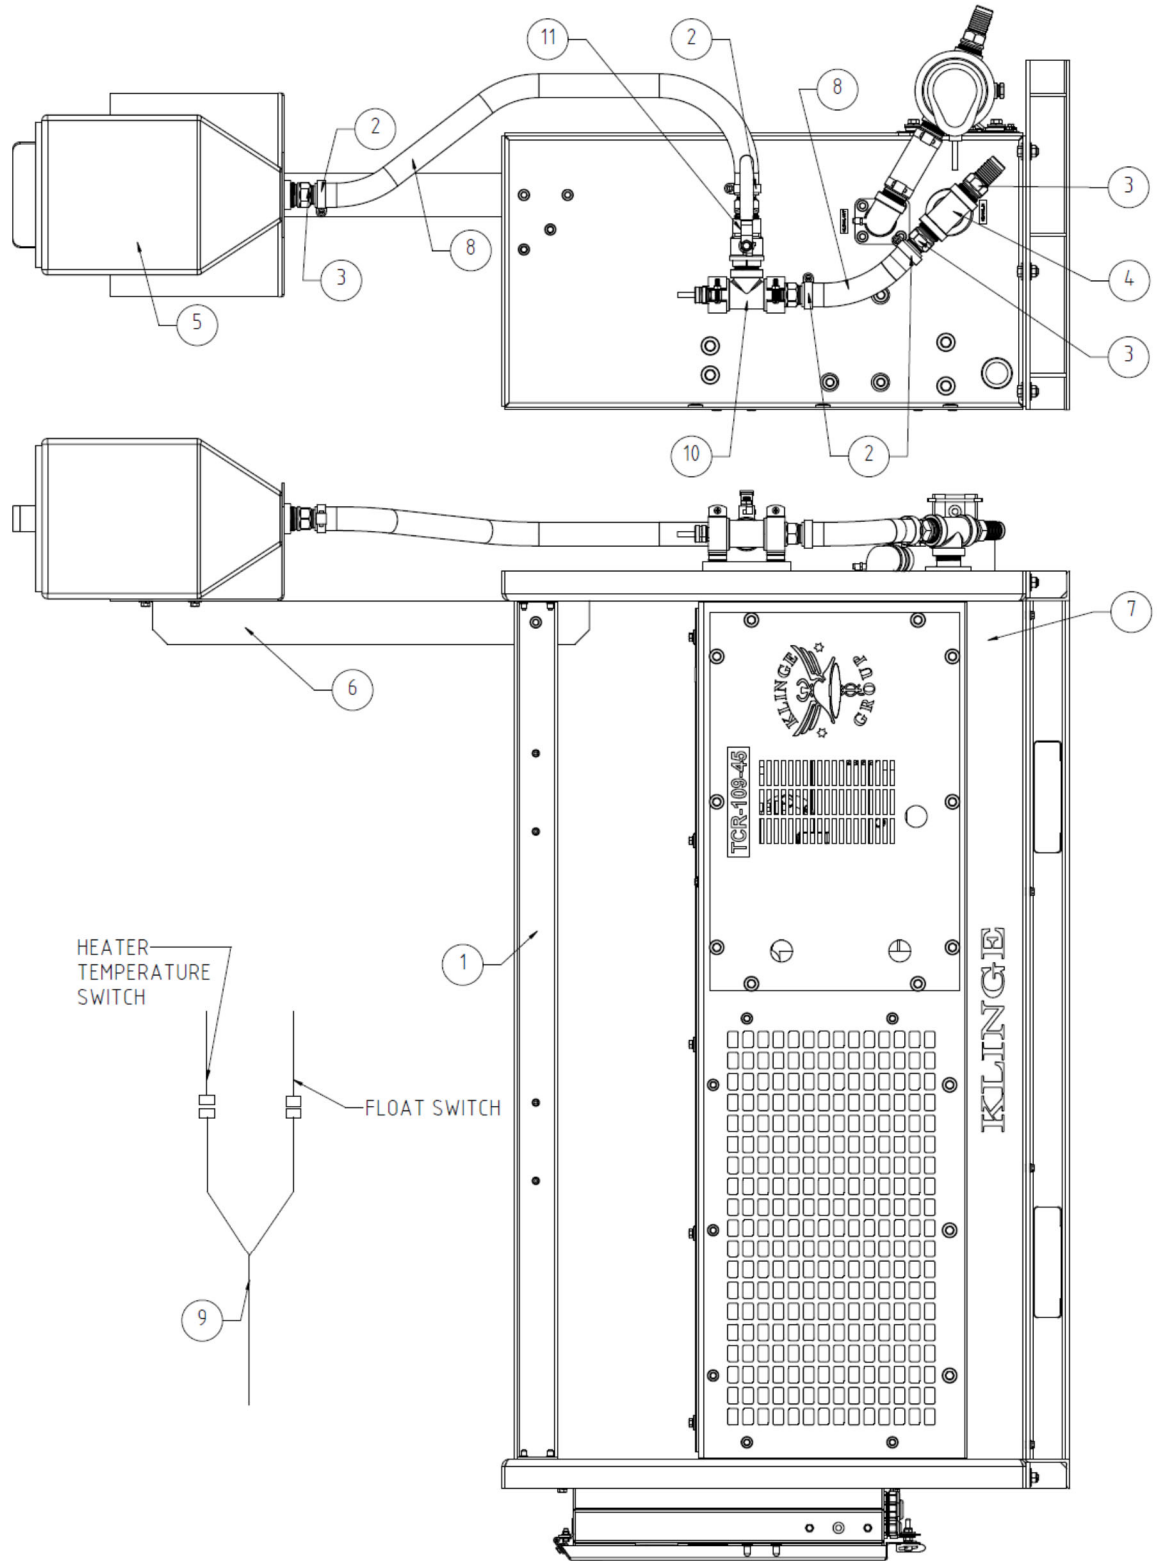 11
2
8
2
3
8
3
4
5
3
10
2
7
6
KLINGE
GROUP
TCR-109-45
HEATER
TEMPERATURE
SWITCH
1
KLINGE
FLOAT SWITCH
9